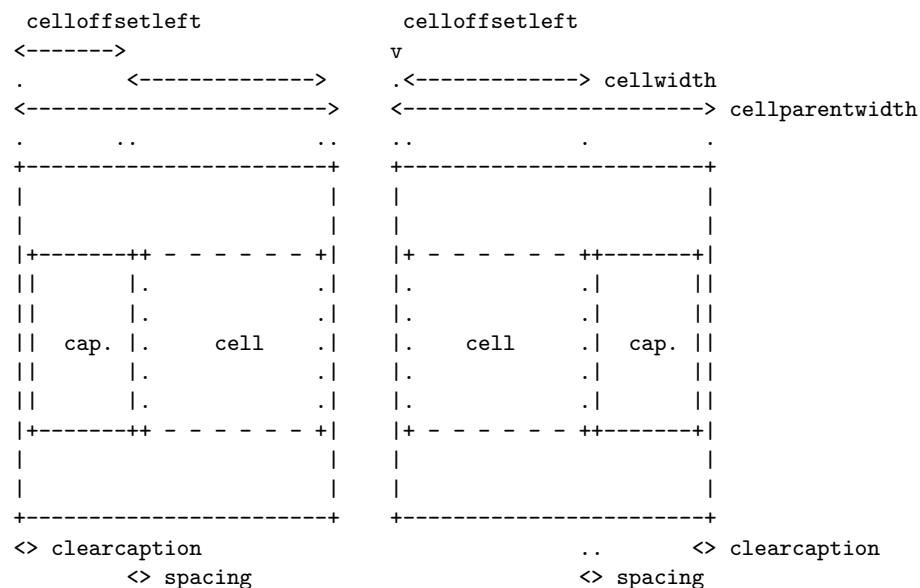 celloffsetleft celloffsetleft
<-------> v
. <--------------> .<-------------> cellwidth
<------------------------> <------------------------> cellparentwidth
. .. .. .. . .
+------------------------+ +------------------------+
| | | |
| | | |
|+-------++ - - - - - - +| |+ - - - - - - ++-------+|
|| |. .| |. .| ||
|| |. .| |. .| ||
|| cap. |. cell .| |. cell .| cap. ||
|| |. .| |. .| ||
|| |. .| |. .| ||
|+-------++ - - - - - - +| |+ - - - - - - ++-------+|
| | | |
| | | |
+------------------------+ +------------------------+
<> clearcaption .. <> clearcaption
<> spacing <> spacing